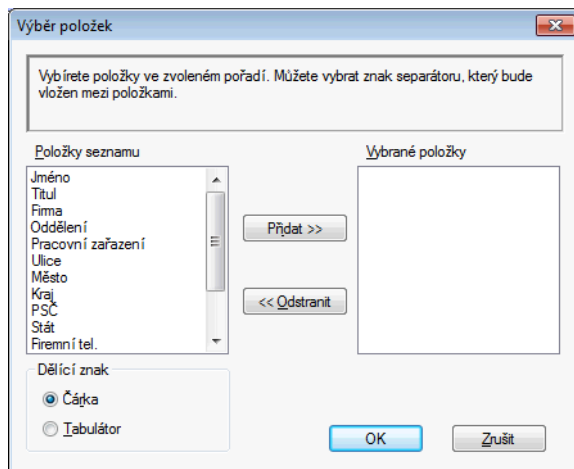 Výběr položek
Vybírete položky ve zvoleném pořadí. Můžete vybrat znak separátoru, který bude
vložen mezi položkami.
Položky seznamu
Vybrané položky
Jméno
Titul
Firma
Oddělení
Pracovní zařazení
Ulice
Město
Kraj
PSČ
Stát
Firemní tel.
Přidat >>
<< Odstranit
Dělící znak
Čárka
Tabulátor
OK
Zrušit